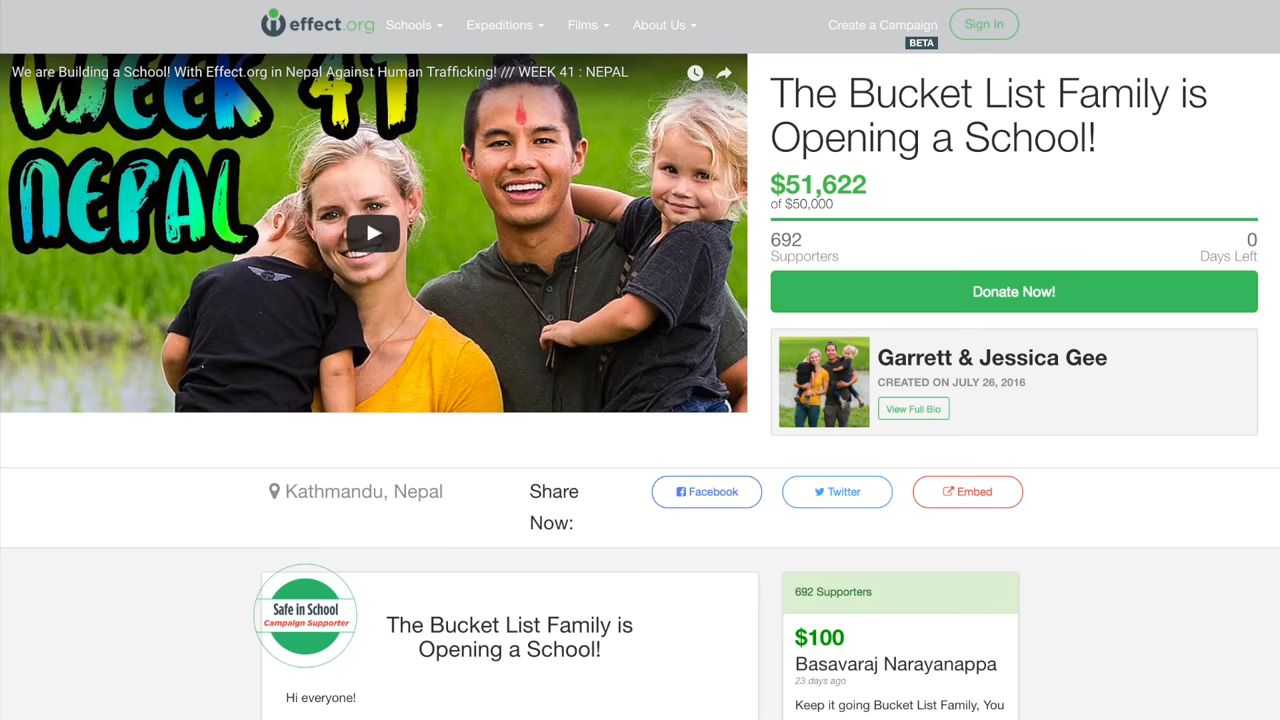 effect.org
Schools
Expeditions
Films
About Us
Create a Campaign
BETA
Sign In
We are Building a School! With Effect.org in Nepal Against Human Trafficking! /// WEEK 41 : NEPAL
WEEK 41
NEPAL
The Bucket List Family is
Opening a School!
$51,622
of $50,000
692
Supporters
0
Days Left
Donate Now!
Garrett & Jessica Gee
CREATED ON JULY 26, 2016
View Full Bio
Kathmandu, Nepal
Share
Now:
Facebook
Twitter
Embed
Safe in School
Campaign Supporter
The Bucket List Family is
Opening a School!
Hi everyone!
692 Supporters
$100
Basavaraj Narayanappa
23 days ago
Keep it going Bucket List Family, You